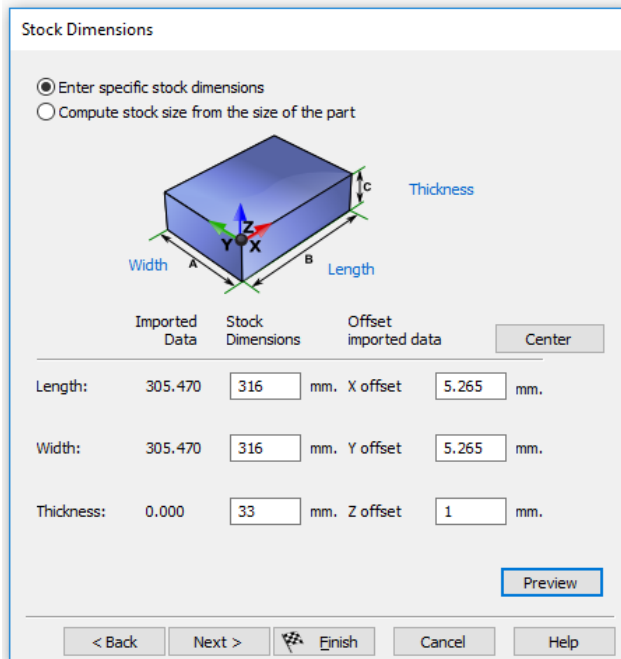 Stock Dimensions
Enter specific stock dimensions
Compute stock size from the size of the part
C
Thickness
Z
Y
X
Width
A
B
Length
Imported Data
Stock Dimensions
Offset imported data
Center
Length: 305.470 316 mm. X offset 5.265 mm.
Width: 305.470 316 mm. Y offset 5.265 mm.
Thickness: 0.000 33 mm. Z offset 1 mm.
Preview
< Back Next > Finish Cancel Help